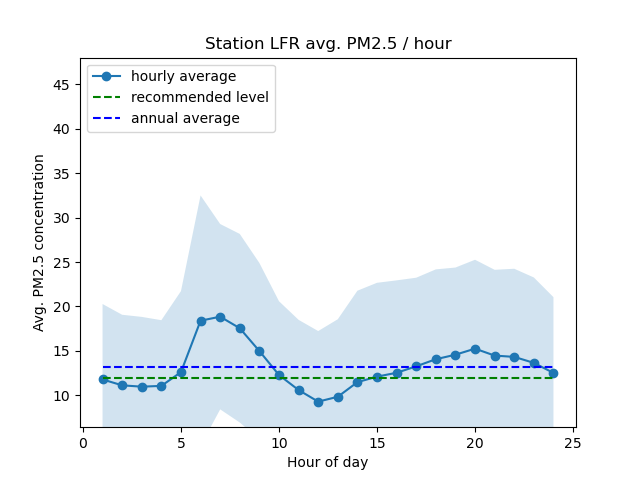 Station LFR avg. PM2.5 / hour
hourly average
recommended level
annual average
Avg. PM2.5 concentration
45
40
35
30
25
20
15
10
0 5 10 15 20 25
Hour of day